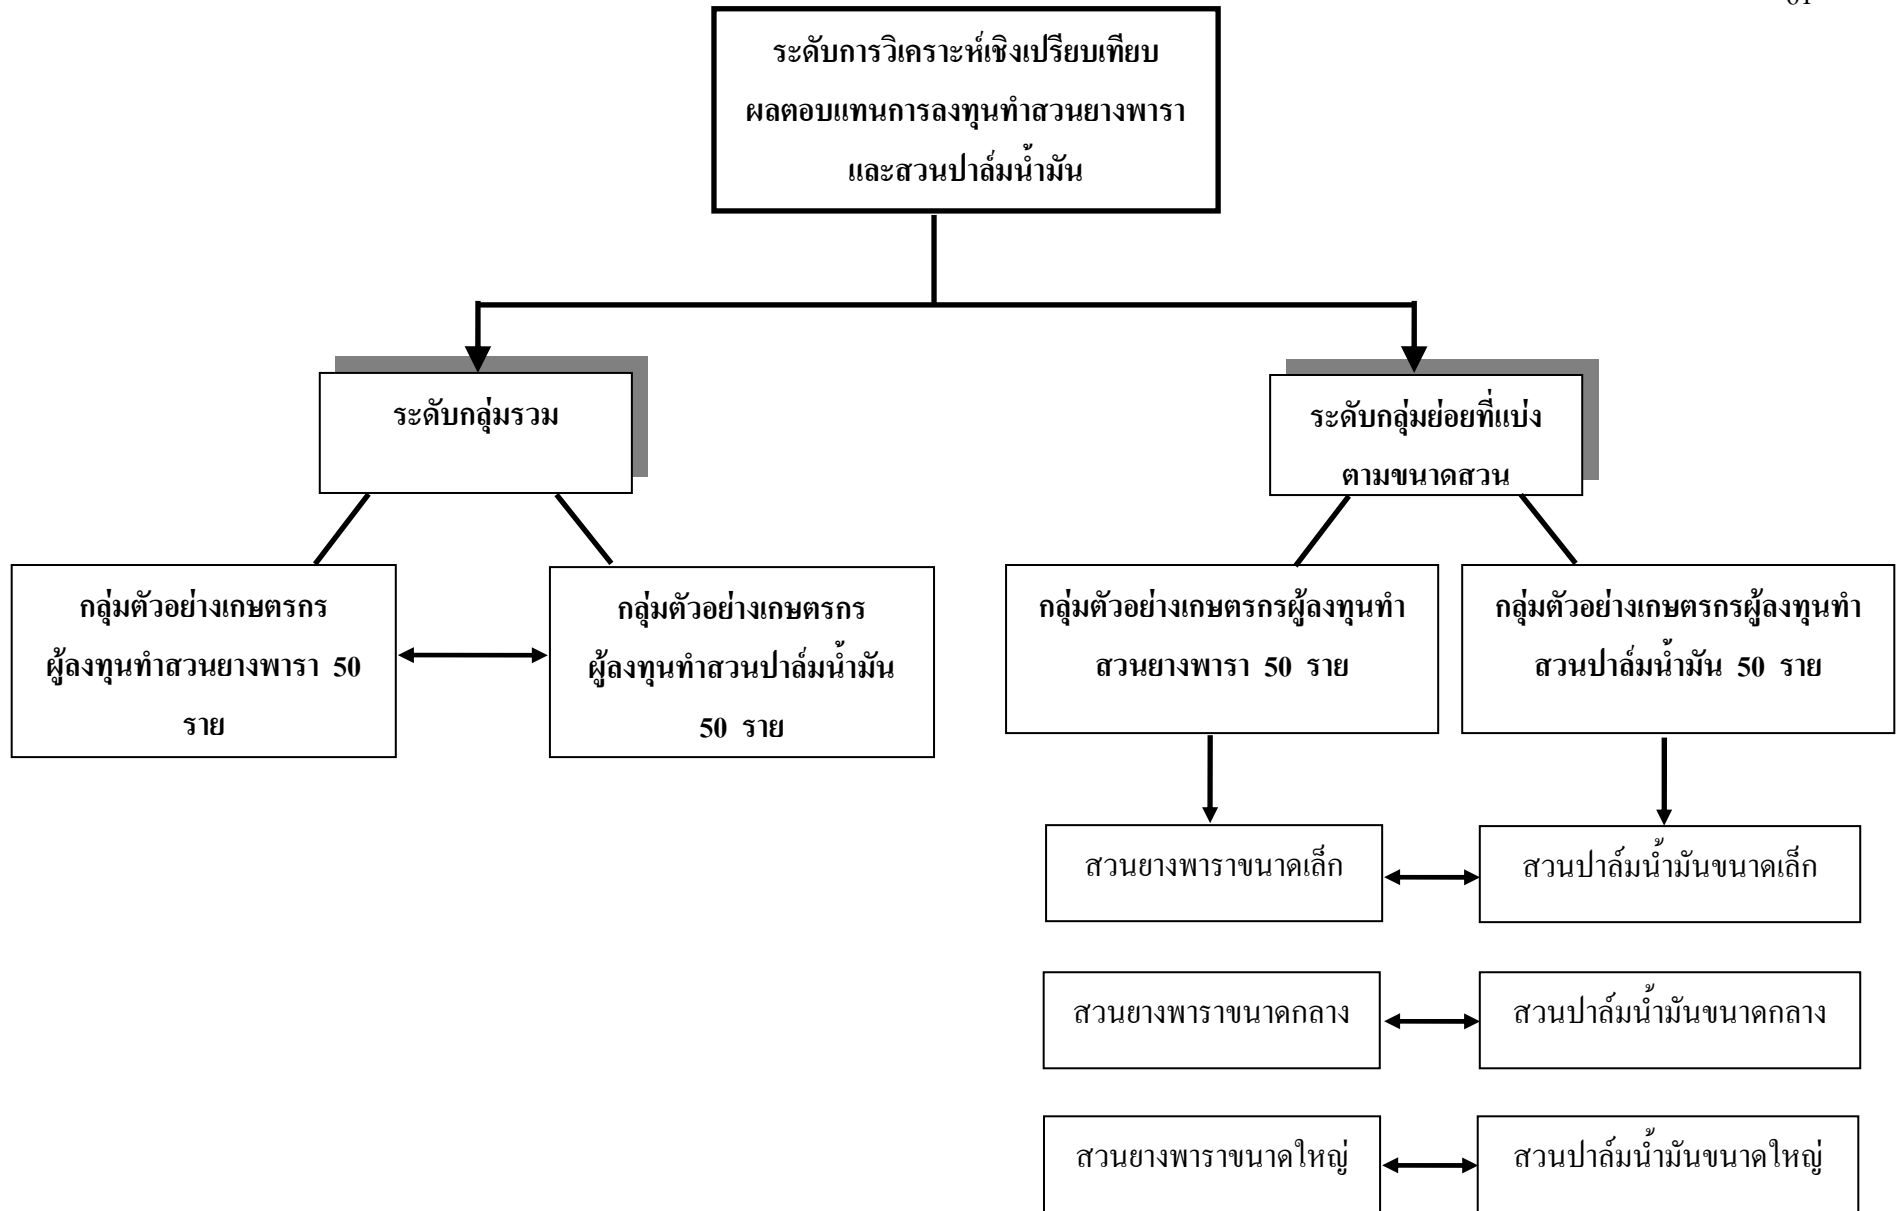 ระดับการวิเคราะห์เชิงเปรียบเทียบ
ผลตอบแทนการลงทุนทำสวนยางพารา
และสวนปาล์มน้ำมัน
ระดับกลุ่มรวม
ระดับกลุ่มย่อยที่แบ่ง
ตามขนาดสวน
กลุ่มตัวอย่างเกษตรกร
ผู้ลงทุนทำสวนยางพารา 50
ราย
กลุ่มตัวอย่างเกษตรกร
ผู้ลงทุนทำสวนปาล์มน้ำมัน
50 ราย
กลุ่มตัวอย่างเกษตรกรผู้ลงทุนทำ
สวนยางพารา 50 ราย
กลุ่มตัวอย่างเกษตรกรผู้ลงทุนทำ
สวนปาล์มน้ำมัน 50 ราย
สวนยางพาราขนาดเล็ก
สวนปาล์มน้ำมันขนาดเล็ก
สวนยางพาราขนาดกลาง
สวนปาล์มน้ำมันขนาดกลาง
สวนยางพาราขนาดใหญ่
สวนปาล์มน้ำมันขนาดใหญ่